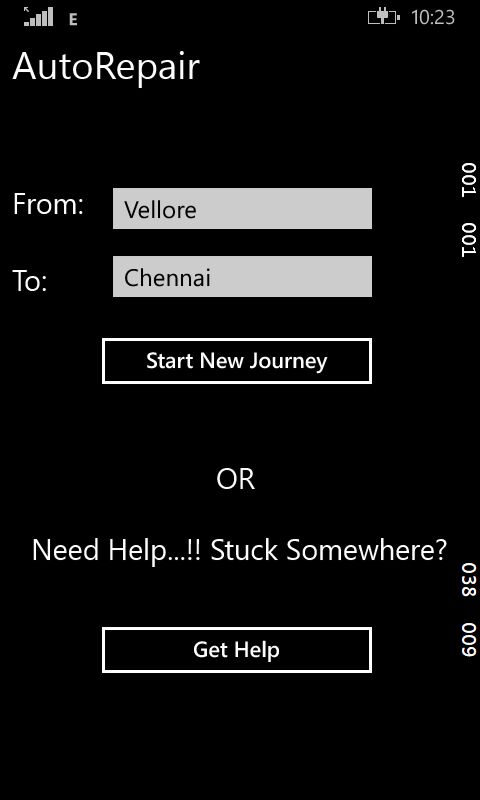 E 10:23
AutoRepair
001
From: Vellore
001
To: Chennai
Start New Journey
OR
Need Help...!! Stuck Somewhere?
038
009
Get Help